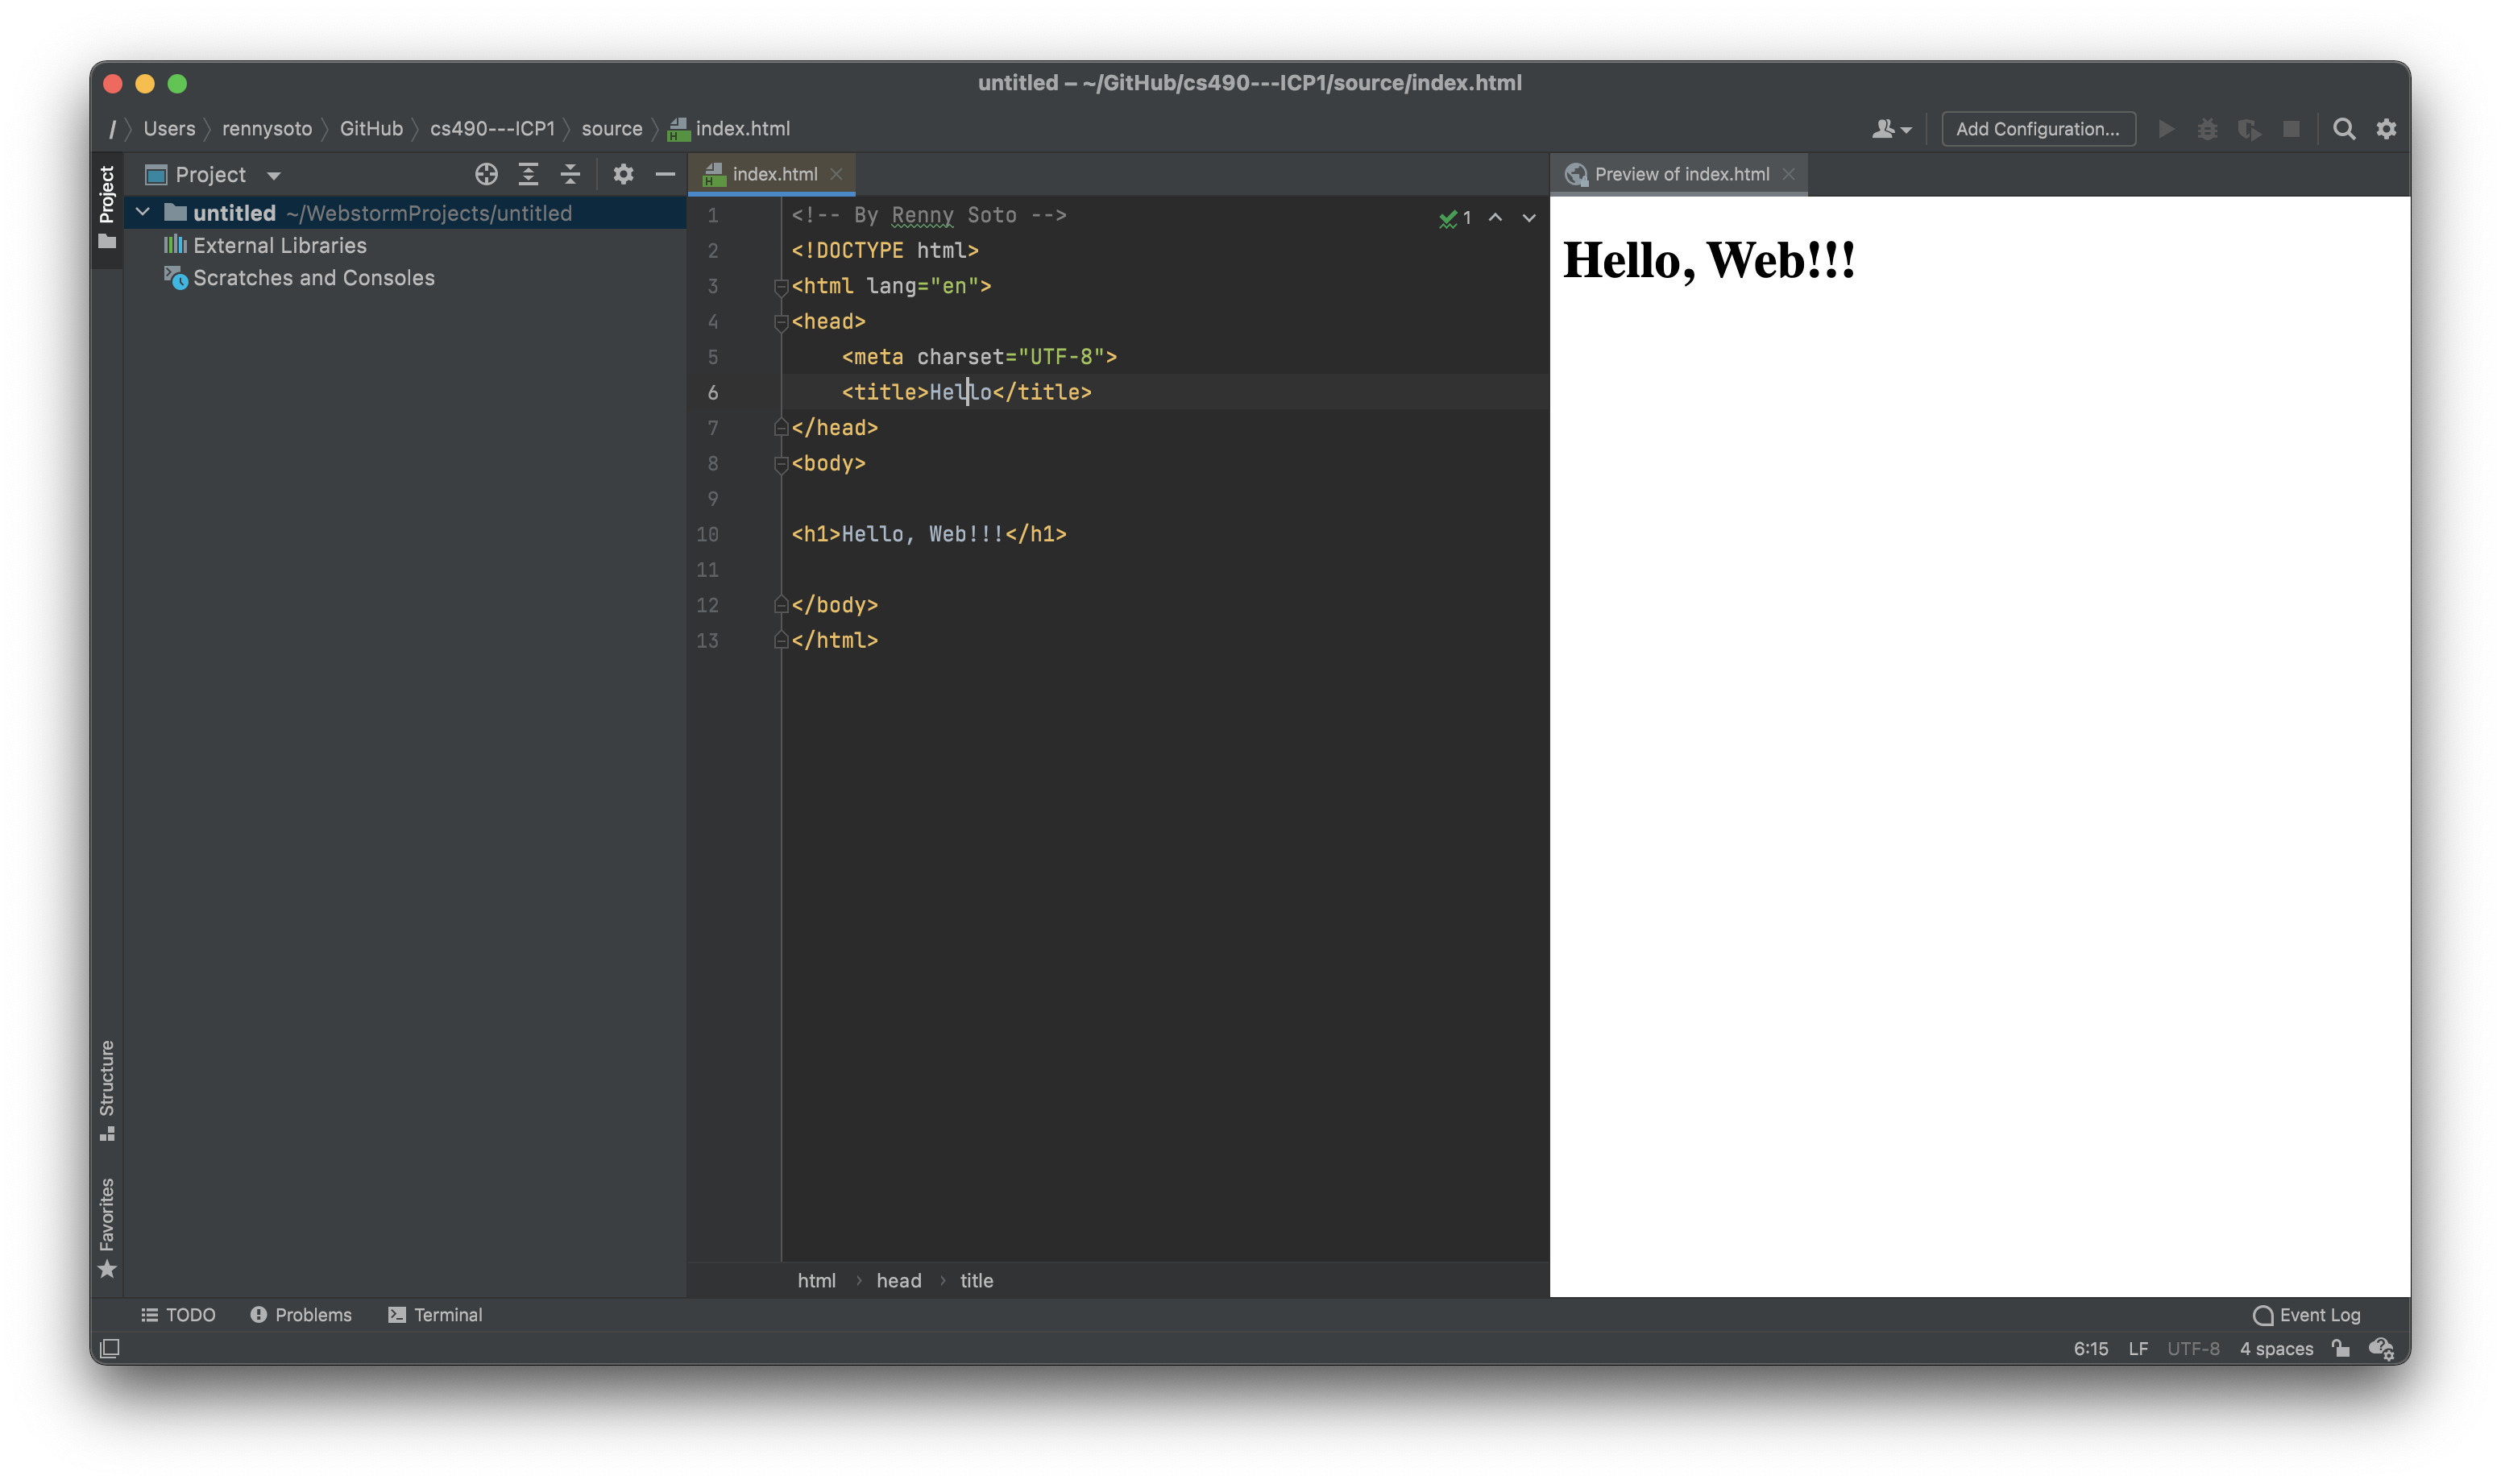 untitled – ~/GitHub/cs490---ICP1/source/index.html
/ Users rennysoto GitHub cs490---ICP1 source index.html
Add Configuration...
Project
Project
index.html
Preview of index.html
untitled ~/WebstormProjects/untitled
External Libraries
Scratches and Consoles
1 <!-- By Renny Soto -->
2 <!DOCTYPE html>
3 <html lang="en">
4 <head>
5     <meta charset="UTF-8">
6     <title>Hello</title>
7 </head>
8 <body>
9
10 <h1>Hello, Web!!!</h1>
11
12 </body>
13 </html>
1
Hello, Web!!!
Structure
Favorites
html head title
TODO Problems Terminal
Event Log
6:15 LF UTF-8 4 spaces